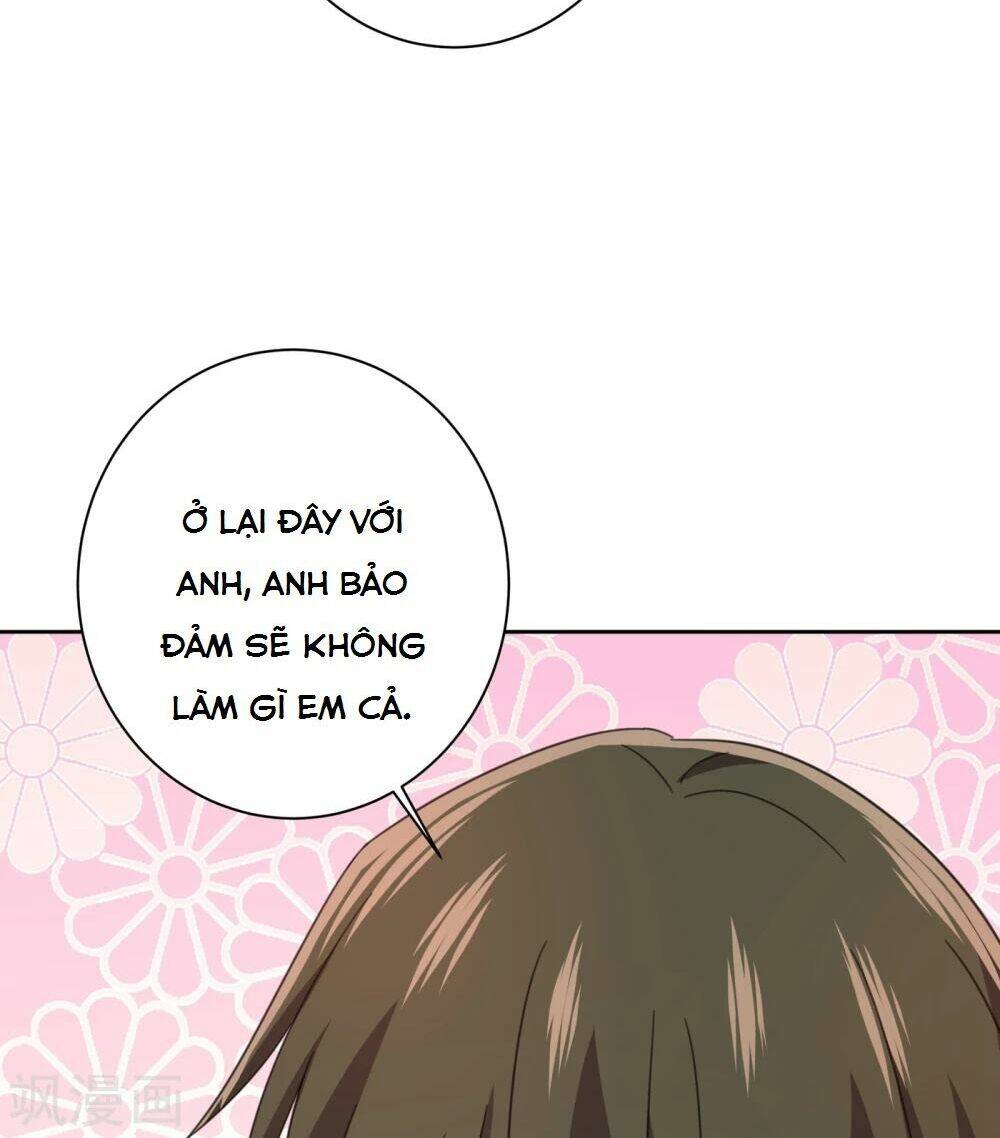 Ở LẠI ĐÂY VỚI
ANH, ANH BẢO
ĐẢM SẼ KHÔNG
LÀM GÌ EM CẢ.
飒漫画